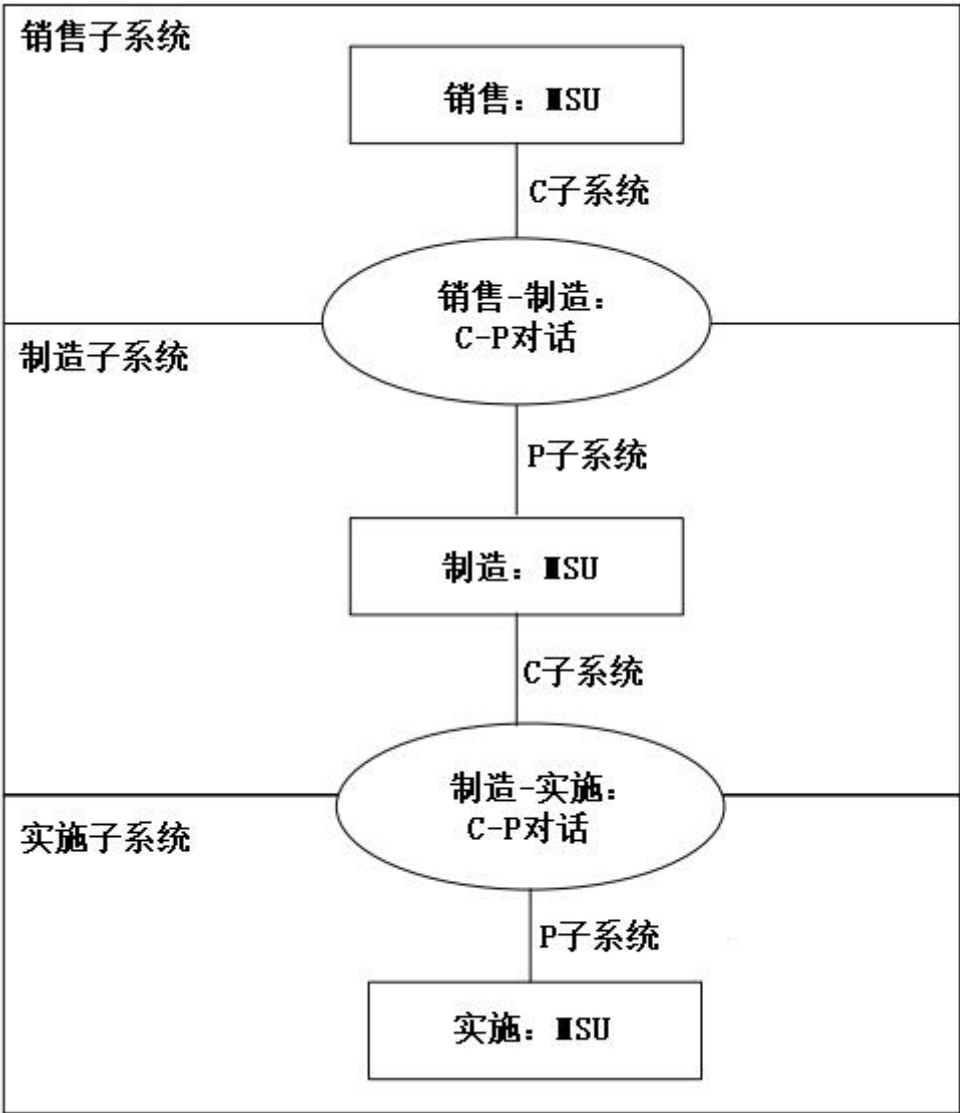 销售子系统
销售：MSU
C子系统
销售-制造：
C-P对话
制造子系统
P子系统
制造：MSU
C子系统
制造-实施：
C-P对话
实施子系统
P子系统
实施：MSU